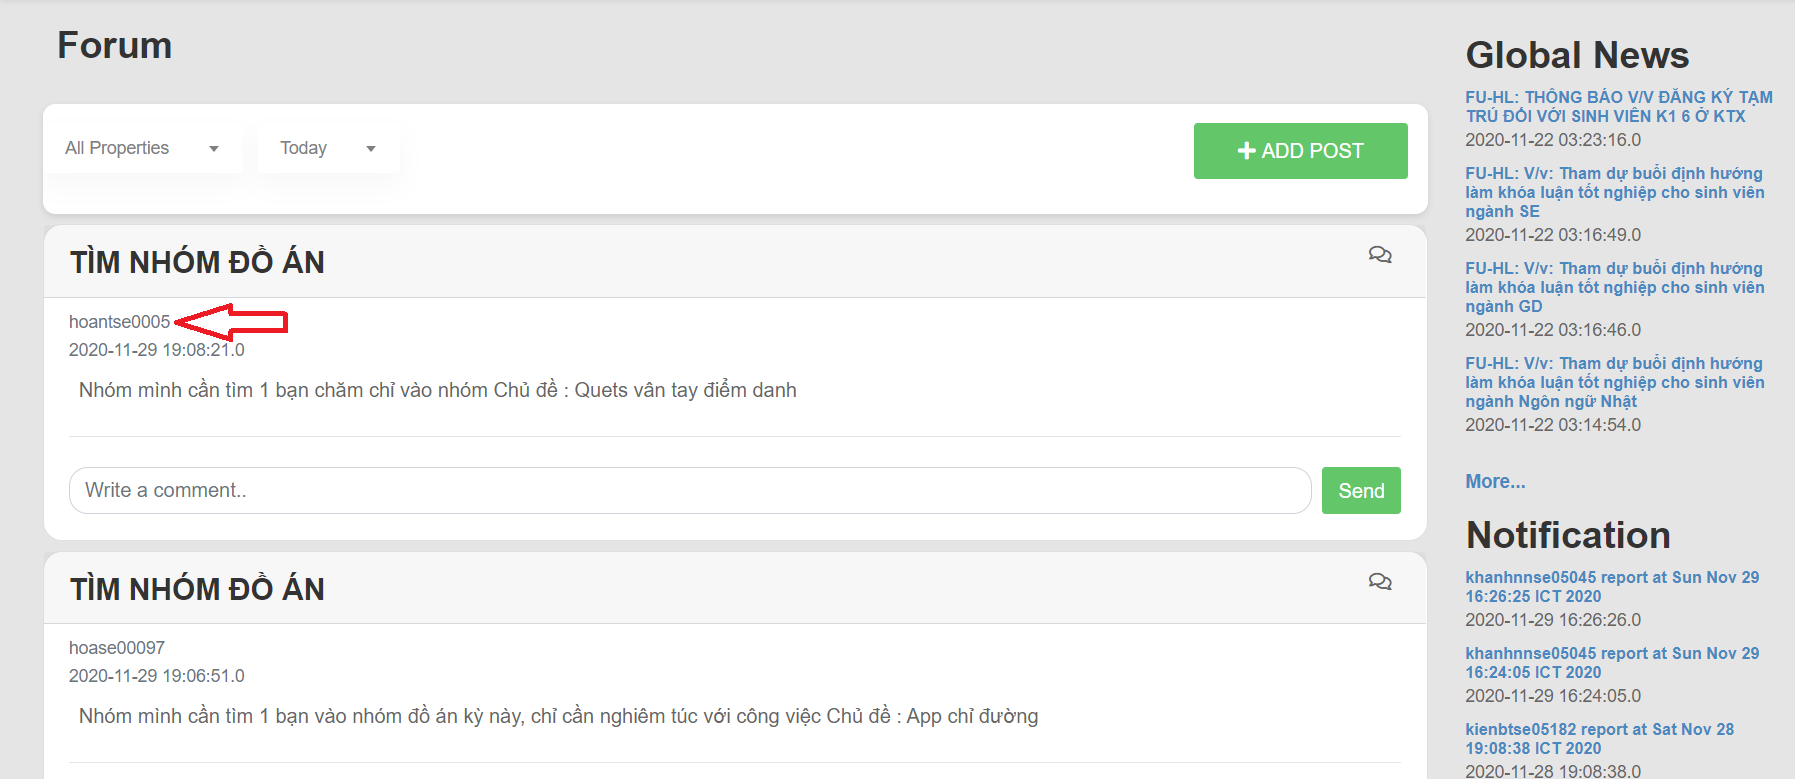 Forum
All Properties
Today
ADD POST
TÌM NHÓM ĐỒ ÁN
hoantse0005
2020-11-29 19:08:21.0
Nhóm mình cần tìm 1 bạn chăm chỉ vào nhóm Chủ đề : Quets vân tay điểm danh
Write a comment..
Send
TÌM NHÓM ĐỒ ÁN
hoase00097
2020-11-29 19:06:51.0
Nhóm mình cần tìm 1 bạn vào nhóm đồ án kỳ này, chỉ cần nghiêm túc với công việc Chủ đề : App chỉ đường
Global News
FU-HL: THÔNG BÁO V/V ĐĂNG KÝ TẠM
TRÚ ĐỐI VỚI SINH VIÊN K1 6 Ở KTX
2020-11-22 03:23:16.0
FU-HL: V/v: Tham dự buổi định hướng
làm khóa luận tốt nghiệp cho sinh viên
ngành SE
2020-11-22 03:16:49.0
FU-HL: V/v: Tham dự buổi định hướng
làm khóa luận tốt nghiệp cho sinh viên
ngành GD
2020-11-22 03:16:46.0
FU-HL: V/v: Tham dự buổi định hướng
làm khóa luận tốt nghiệp cho sinh viên
ngành Ngôn ngữ Nhật
2020-11-22 03:14:54.0
More...
Notification
khanhnnse05045 report at Sun Nov 29
16:26:25 ICT 2020
2020-11-29 16:26:26.0
khanhnnse05045 report at Sun Nov 29
16:24:05 ICT 2020
2020-11-29 16:24:05.0
kienbtse05182 report at Sat Nov 28
19:08:38 ICT 2020
2020-11-28 19:08:38.0